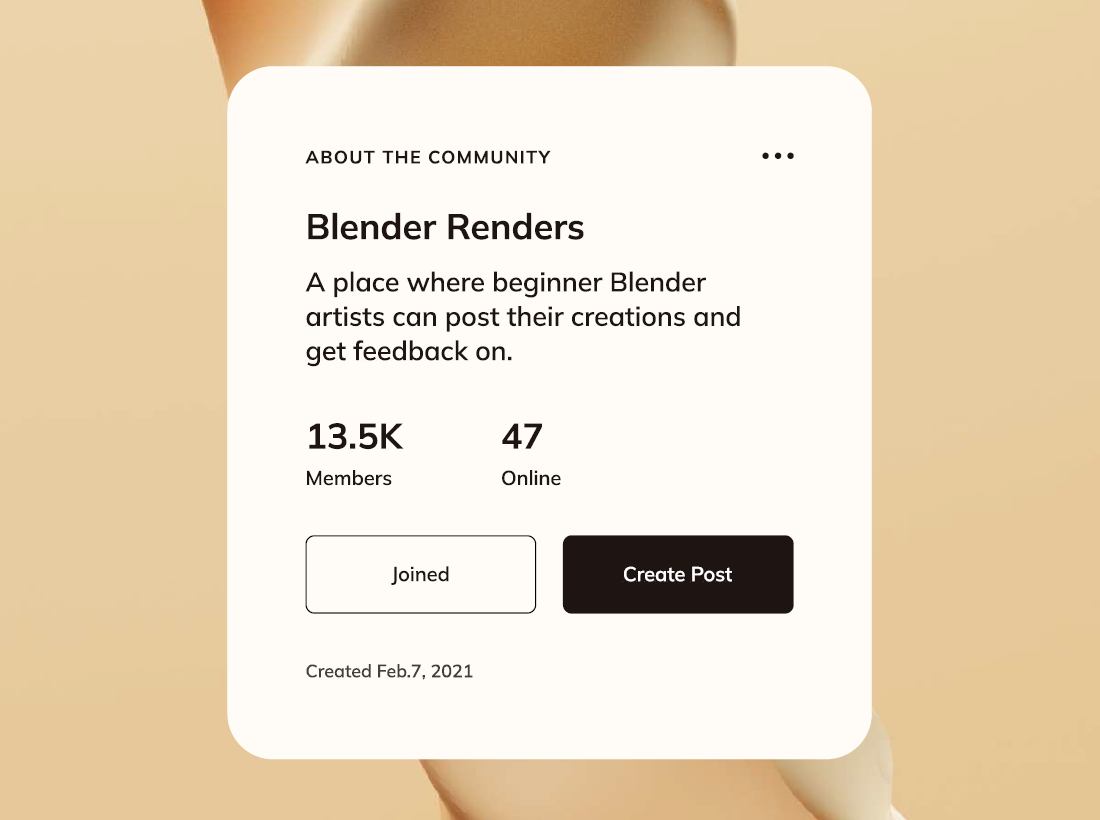 ABOUT THE COMMUNITY
Blender Renders
A place where beginner Blender
artists can post their creations and
get feedback on.
13.5K
47
Members
Online
Joined
Create Post
Created Feb.7, 2021